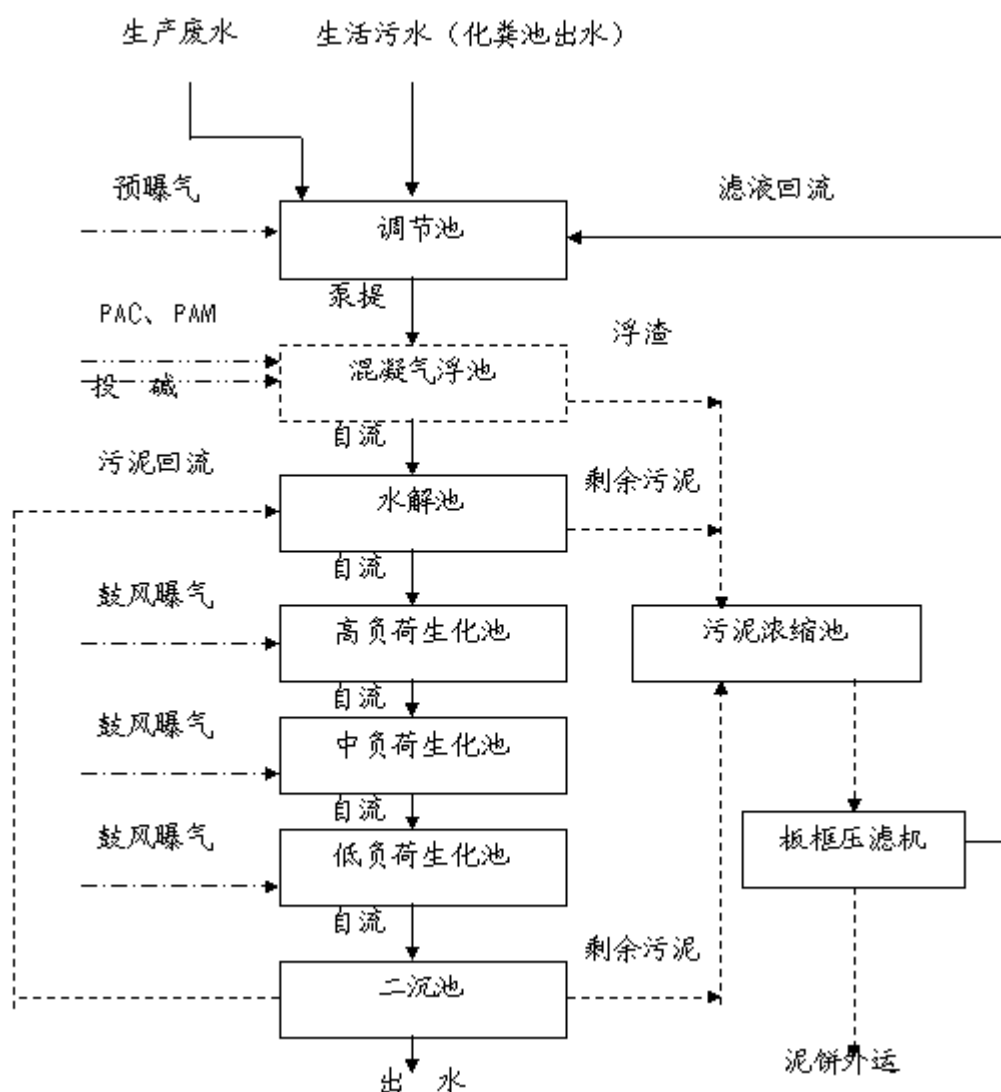 生产废水
生活污水（化粪池出水）
预曝气
滤液回流
调节池
泵提
PAC、PAM
浮渣
混凝气浮池
投 碱
自流
污泥回流
剩余污泥
水解池
自流
鼓风曝气
高负荷生化池
污泥浓缩池
自流
鼓风曝气
中负荷生化池
自流
鼓风曝气
低负荷生化池
板框压滤机
自流
剩余污泥
二沉池
泥饼外运
出 水